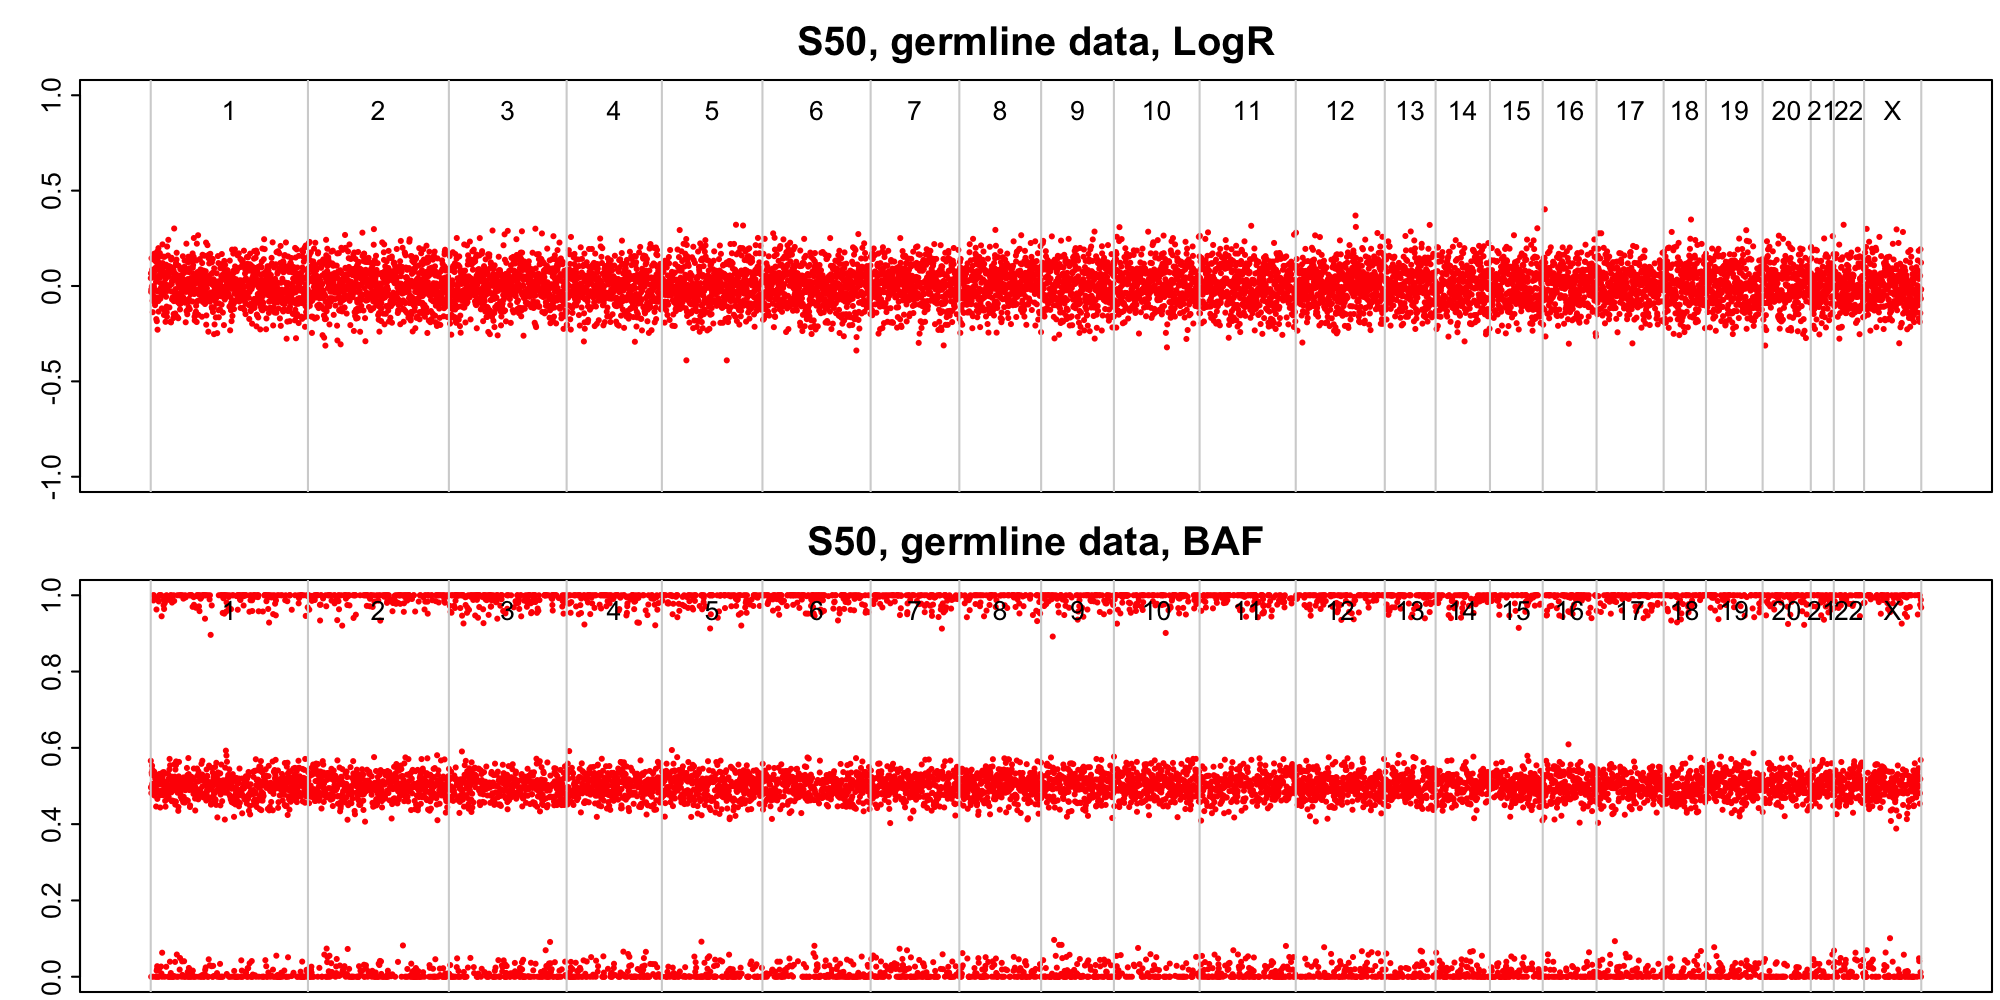 S50, germline data, LogR
1 2 3 4 5 6 7 8 9 10 11 12 13 14 15 16 17 18 19 20 21 22 X
1.0
0.5
0.0
-0.5
-1.0
S50, germline data, BAF
1 2 3 4 5 6 7 8 9 10 11 12 13 14 15 16 17 18 19 20 21 22 X
1.0
0.8
0.6
0.4
0.2
0.0